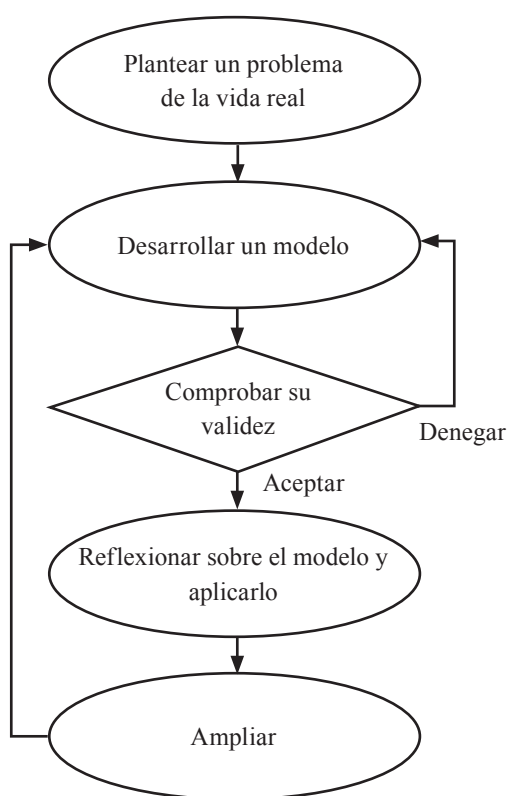 Plantear un problema
de la vida real
Desarrollar un modelo
Comprobar su
validez
Denegar
Aceptar
Reflexionar sobre el modelo y
aplicarlo
Ampliar